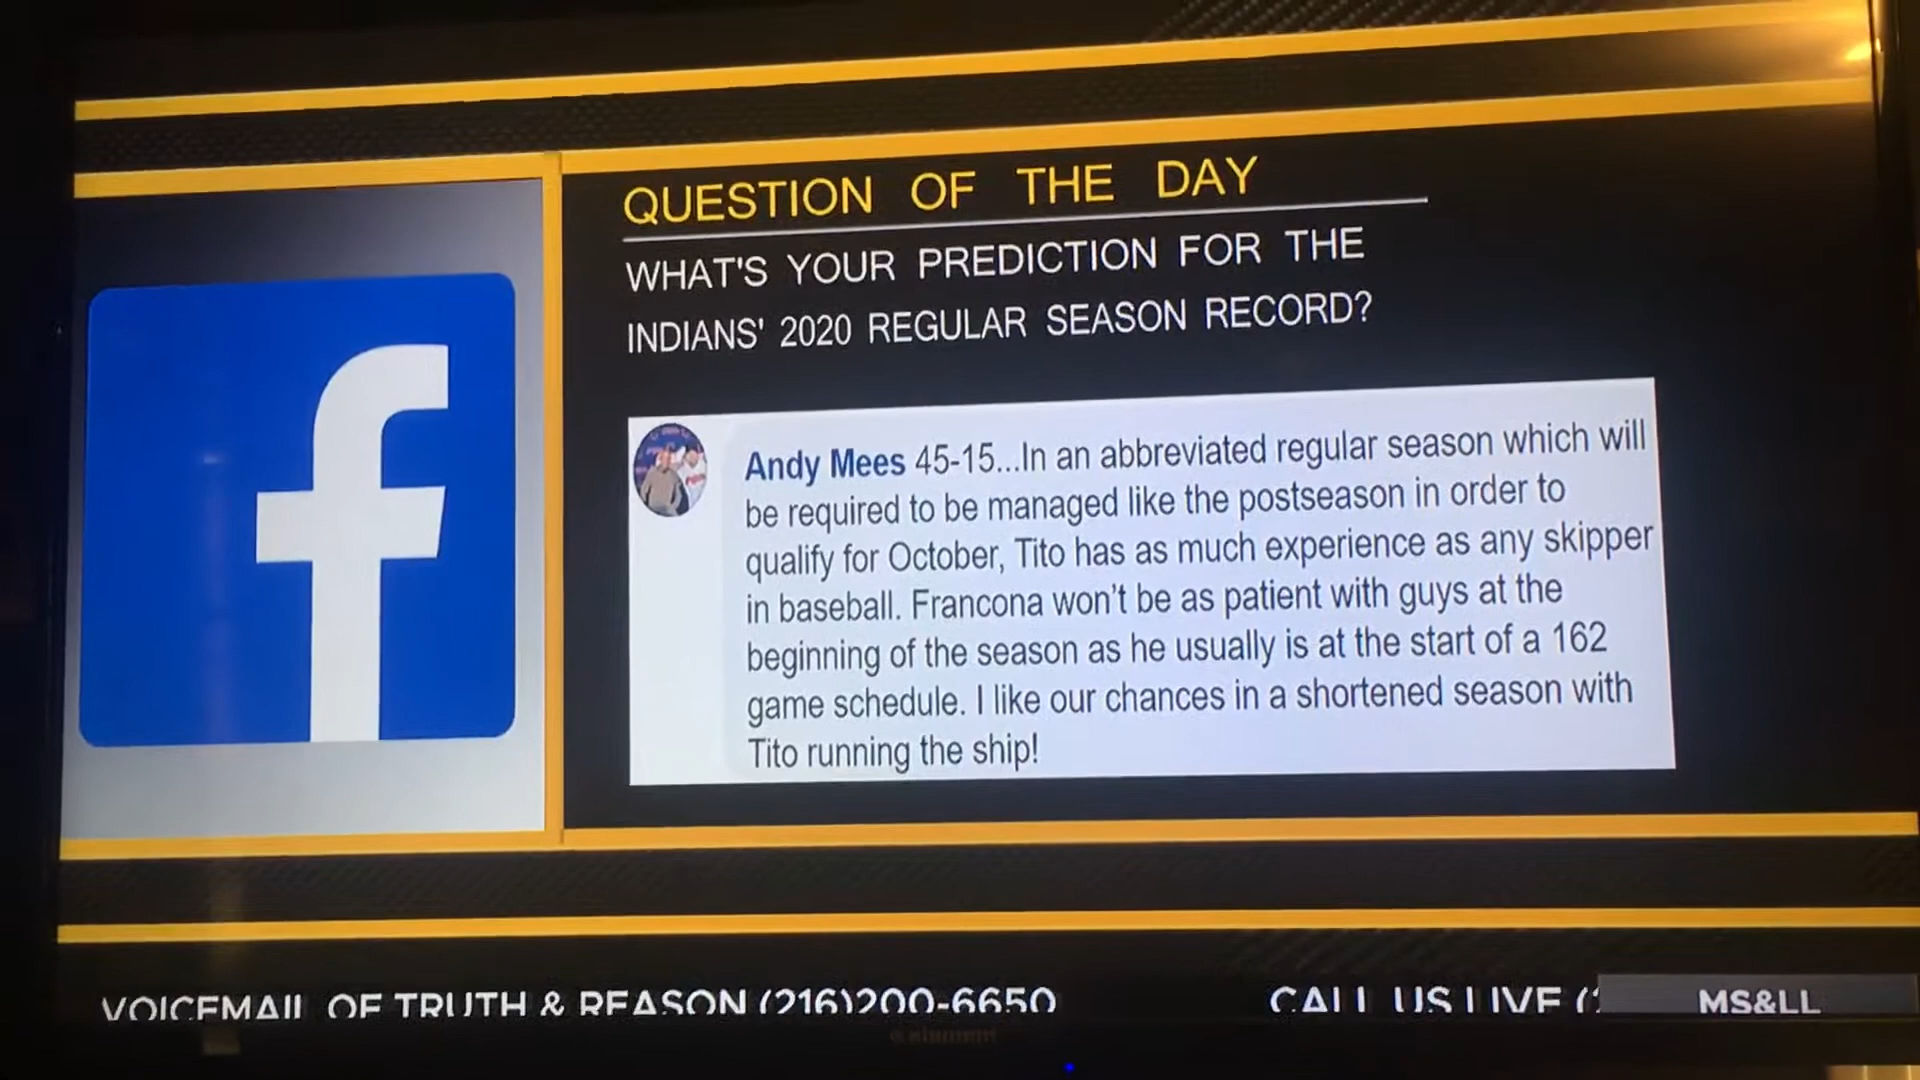 QUESTION OF THE DAY
WHAT'S YOUR PREDICTION FOR THE
INDIANS' 2020 REGULAR SEASON RECORD?
Andy Mees 45-15...In an abbreviated regular season which will
be required to be managed like the postseason in order to
qualify for October, Tito has as much experience as any skipper
in baseball. Francona won't be as patient with guys at the
beginning of the season as he usually is at the start of a 162
game schedule. I like our chances in a shortened season with
Tito running the ship!
VOICEMAIL OF TRUTH & REASON (216)200-6650
CALL US LIVE (
MS&LL